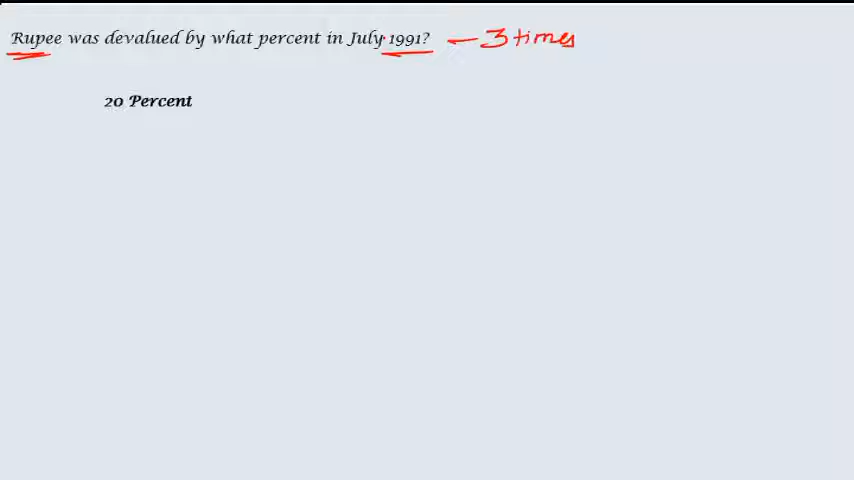 Rupee was devalued by what percent in July 1991? - 3 times
20 Percent